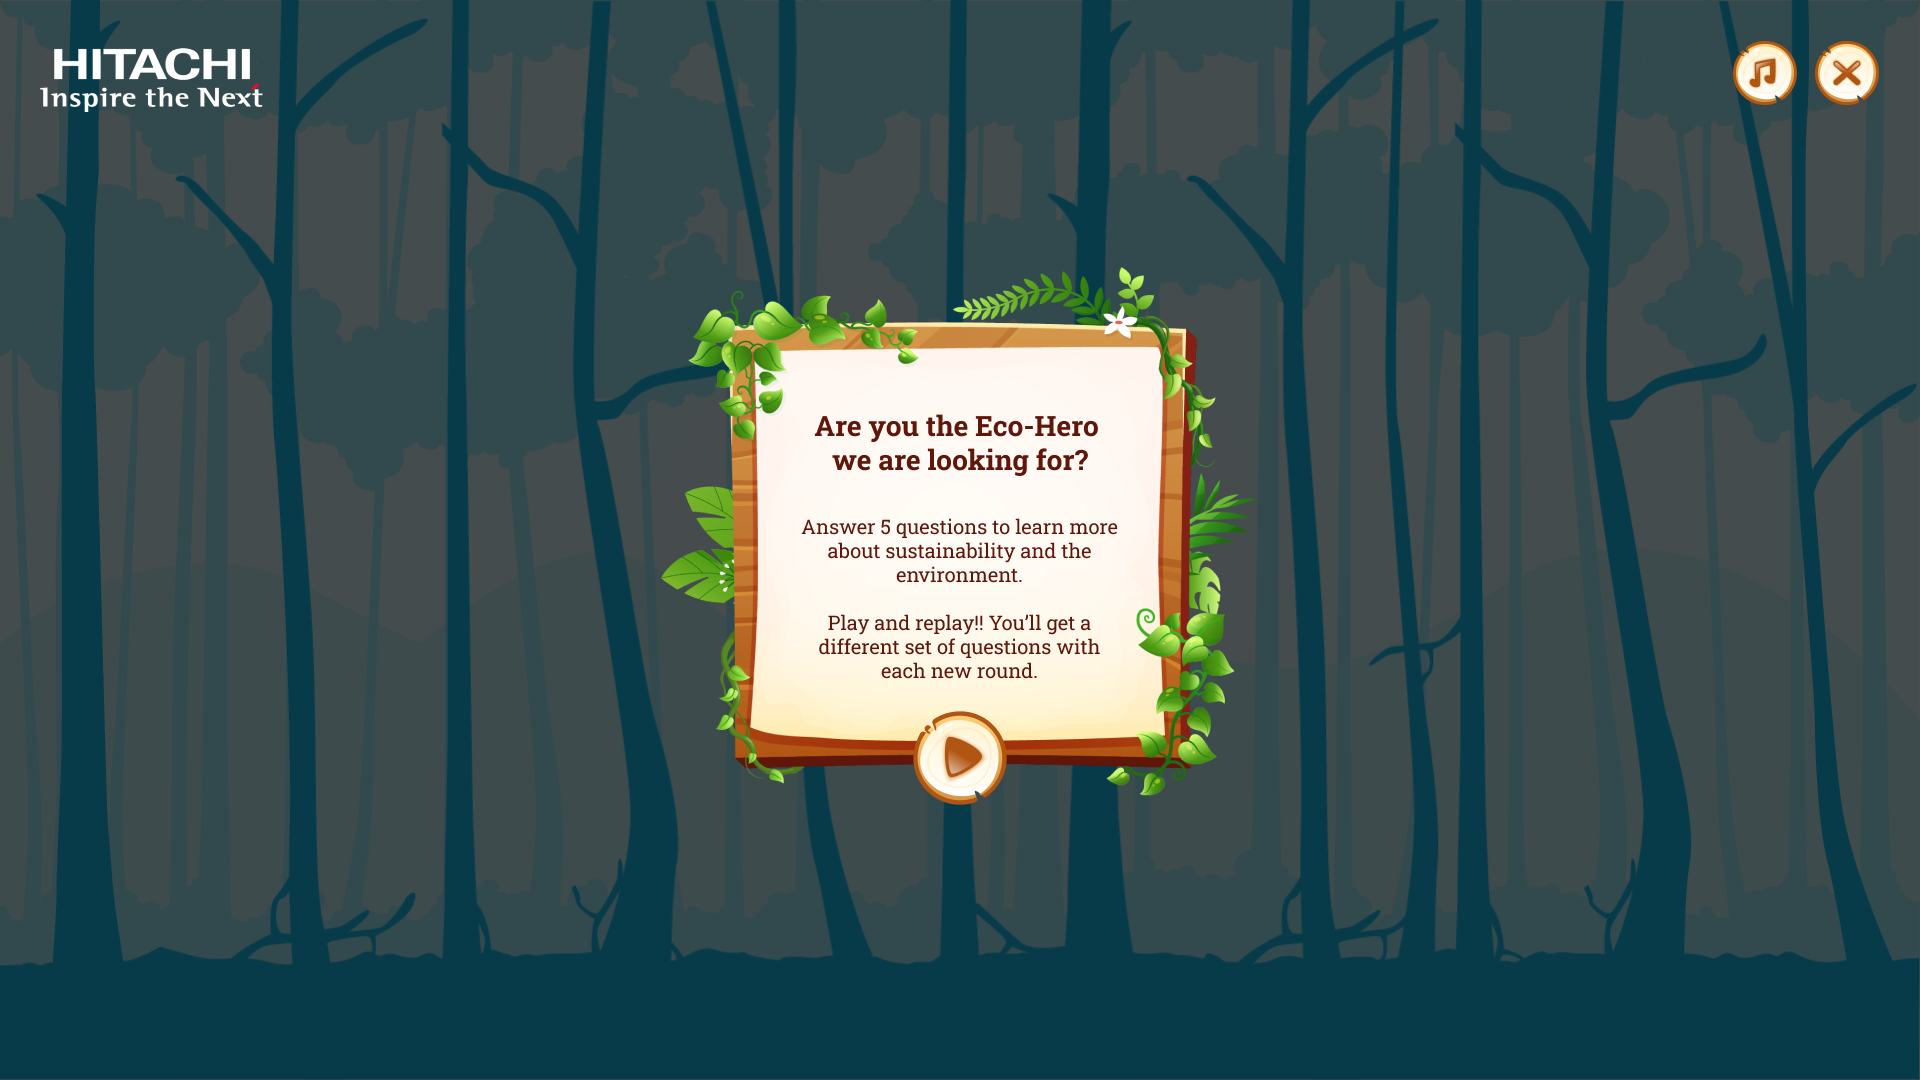 HITACHI
Inspire the Next
Are you the Eco-Hero
we are looking for?
Answer 5 questions to learn more
about sustainability and the
environment.
Play and replay!! You’ll get a
different set of questions with
each new round.